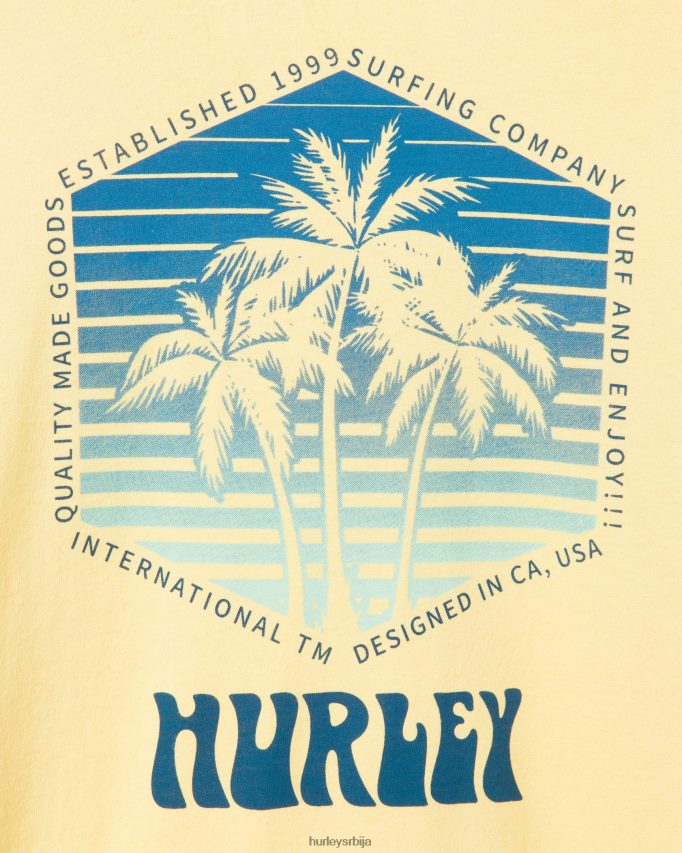 ESTABLISHED 1999
SURFING COMPANY
SURF AND ENJOY!!!
DESIGNED IN CA, USA
INTERNATIONAL TM
QUALITY MADE GOODS
HURLEY
hurleysrbija